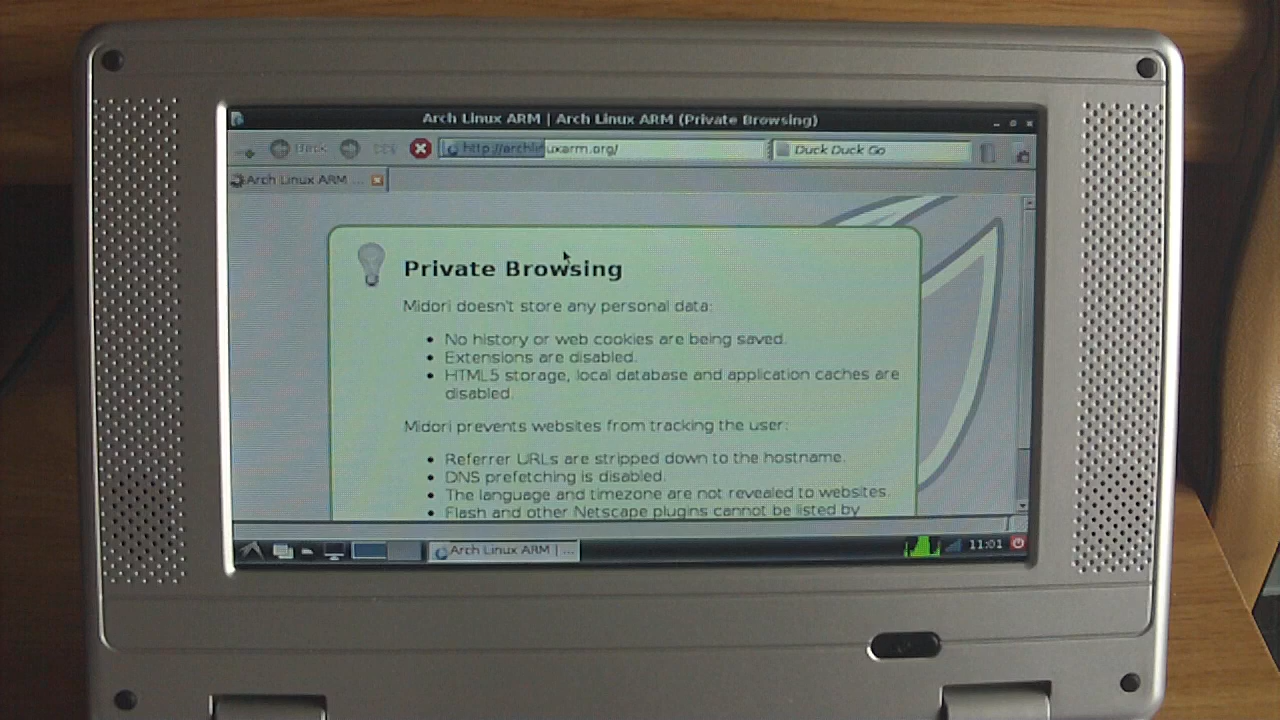 Arch Linux ARM | Arch Linux ARM (Private Browsing)
Back
http://archlinuxarm.org/
Duck Duck Go
Arch Linux ARM ...
Private Browsing
Midori doesn't store any personal data:
No history or web cookies are being saved.
Extensions are disabled.
HTML5 storage, local database and application caches are
disabled.
Midori prevents websites from tracking the user:
Referrer URLs are stripped down to the hostname.
DNS prefetching is disabled.
The language and timezone are not revealed to websites.
Flash and other Netscape plugins cannot be listed by
Arch Linux ARM | ...
11:01